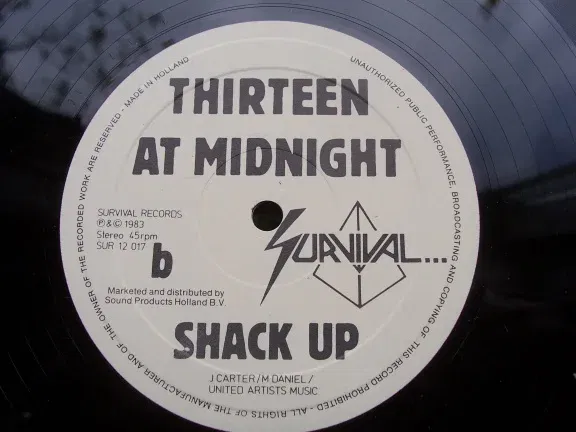 THIRTEEN
AT MIDNIGHT
SURVIVAL RECORDS
℗&© 1983
Stereo 45rpm
SUR 12 017
b
SURVIVAL...
Marketed and distributed by
Sound Products Holland B.V.
SHACK UP
J CARTER/M DANIEL/
UNITED ARTISTS MUSIC
UNAUTHORIZED PUBLIC PERFORMANCE, BROADCASTING AND COPYING OF THIS RECORD PROHIBITED - ALL RIGHTS OF THE MANUFACTURER AND OF THE OWNER OF THE RECORDED WORK ARE RESERVED - MADE IN HOLLAND